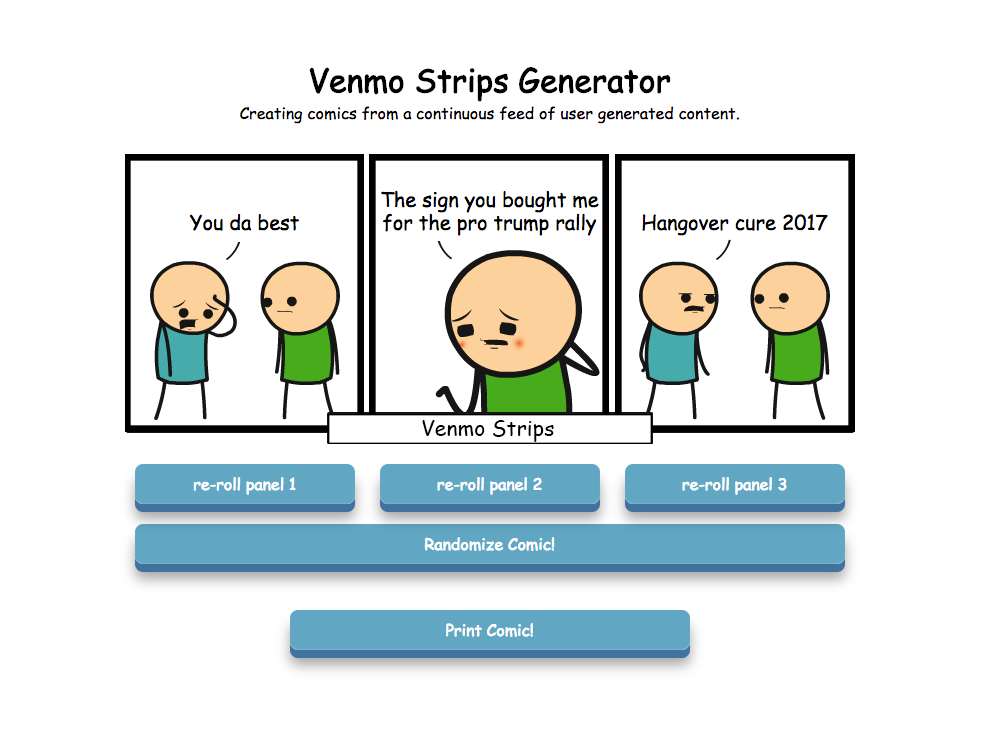 Venmo Strips Generator
Creating comics from a continuous feed of user generated content.
You da best
The sign you bought me
for the pro trump rally
Hangover cure 2017
Venmo Strips
re-roll panel 1
re-roll panel 2
re-roll panel 3
Randomize Comic!
Print Comic!